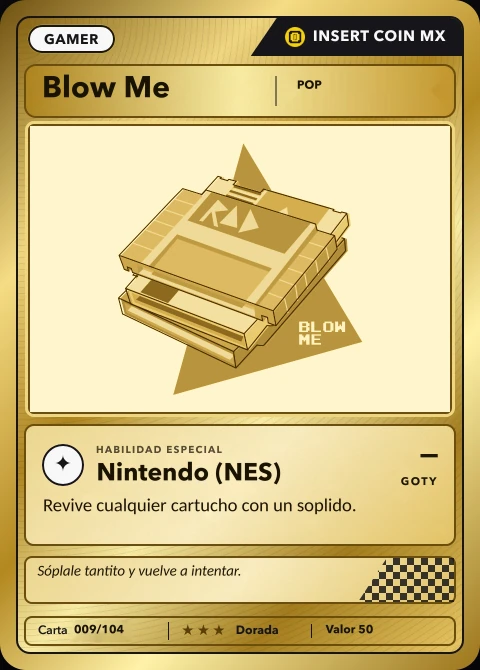 GAMER
INSERT COIN MX
Blow Me
POP
RAD
BLOW
ME
HABILIDAD ESPECIAL
Nintendo (NES)
–
GOTY
Revive cualquier cartucho con un soplido.
Sóplale tantito y vuelve a intentar.
Carta 009/104
★★★ Dorada
Valor 50